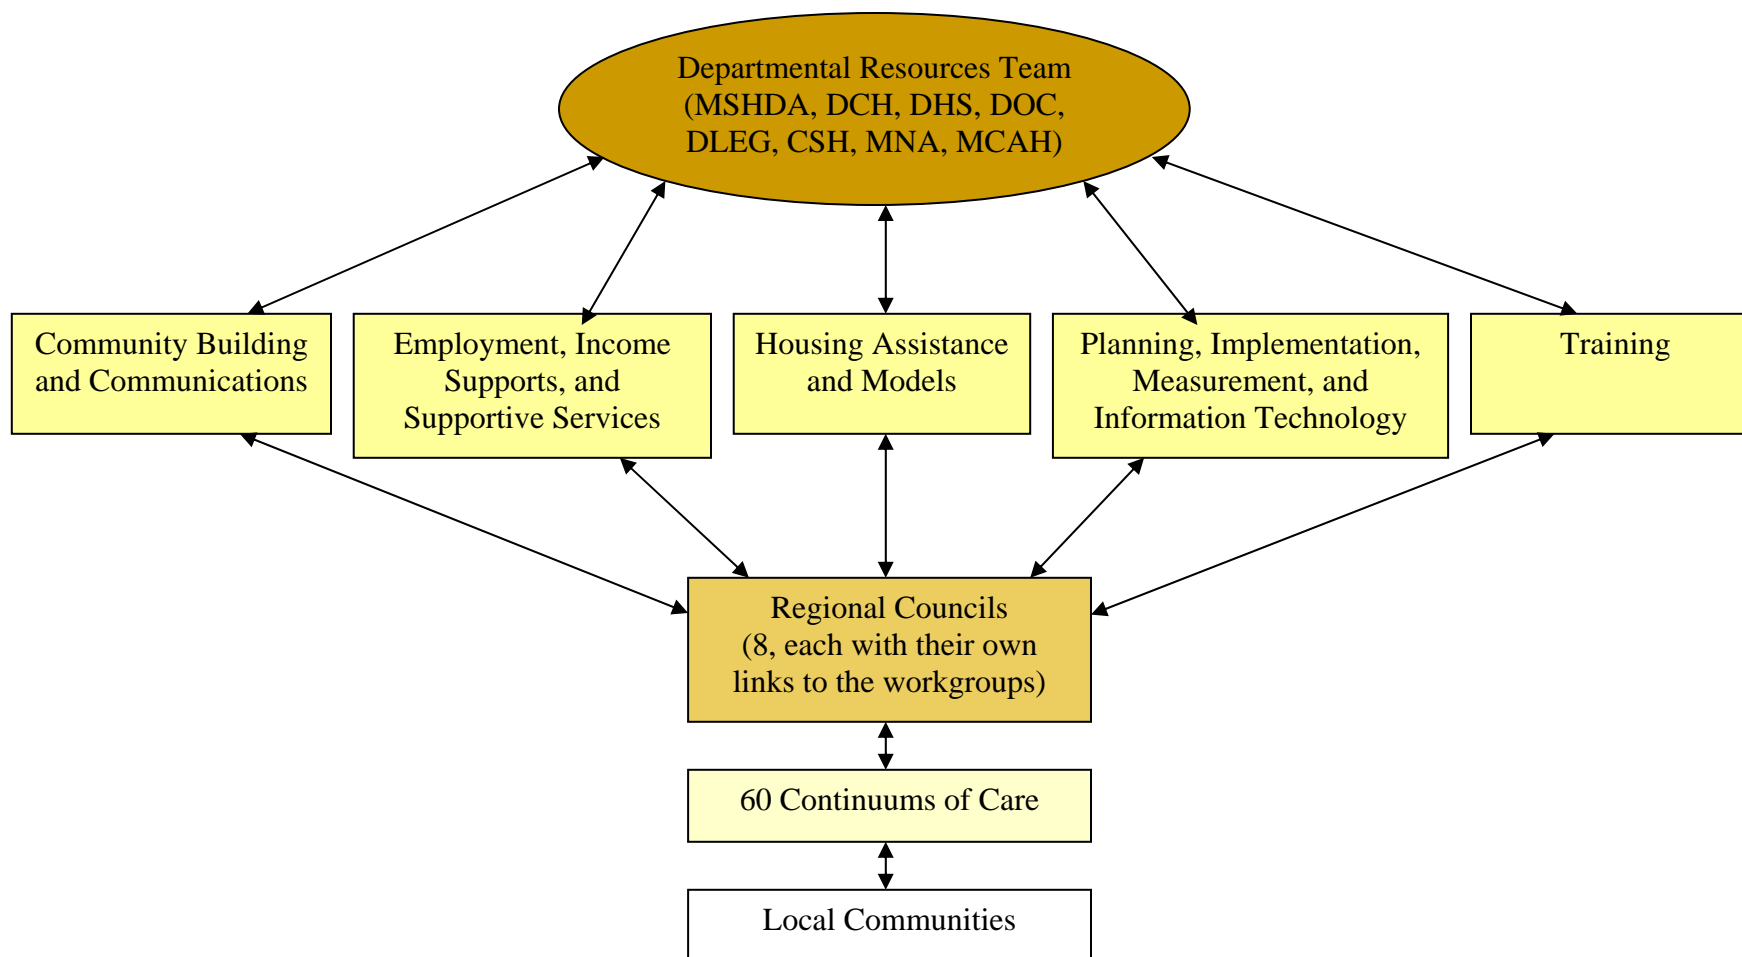 Departmental Resources Team
(MSHDA, DCH, DHS, DOC,
DLEG, CSH, MNA, MCAH)
Community Building
and Communications
Employment, Income
Supports, and
Supportive Services
Housing Assistance
and Models
Planning, Implementation,
Measurement, and
Information Technology
Training
Regional Councils
(8, each with their own
links to the workgroups)
60 Continuums of Care
Local Communities